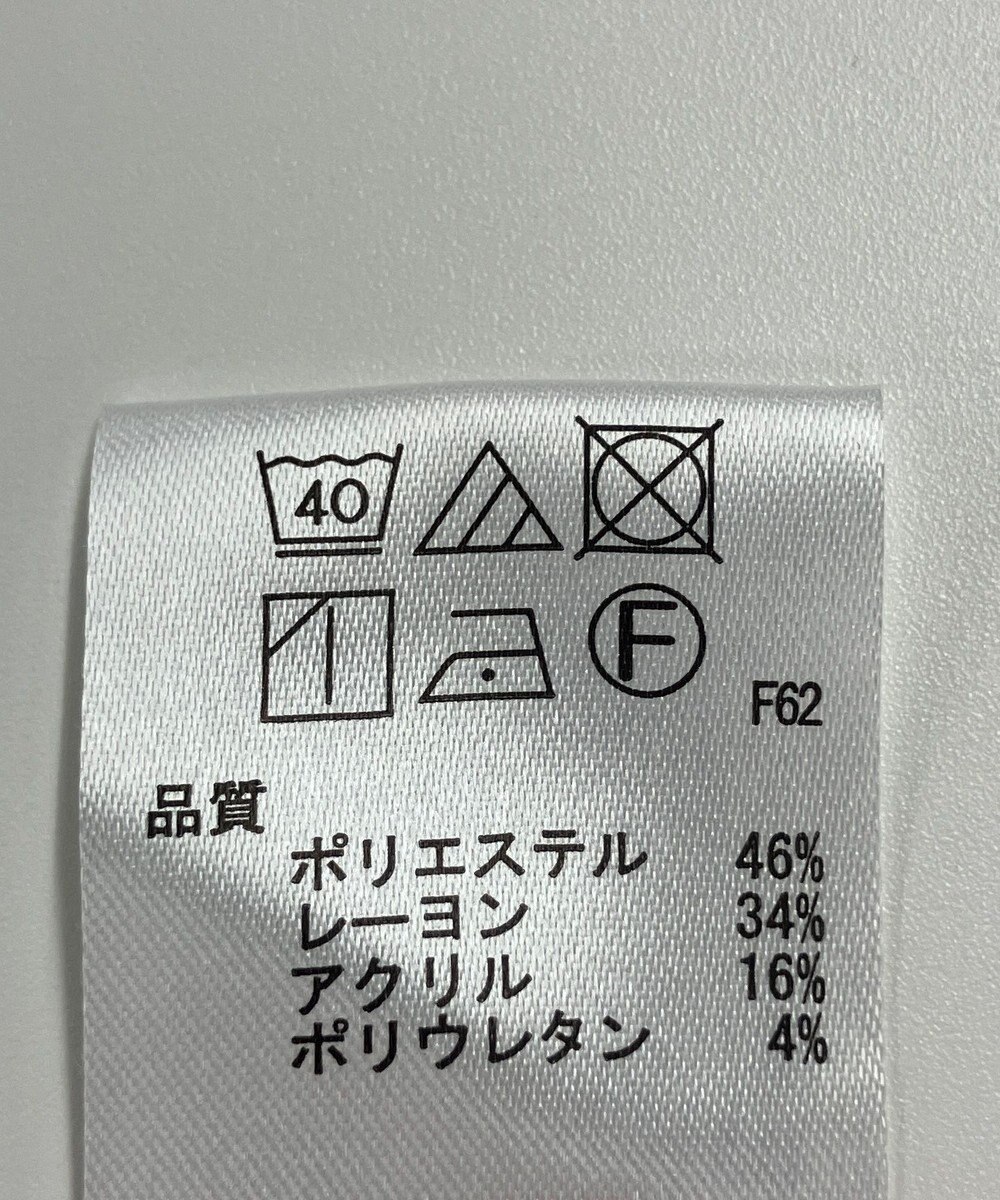 40
F
F62
品質
ポリエステル 46%
レーヨン 34%
アクリル 16%
ポリウレタン 4%